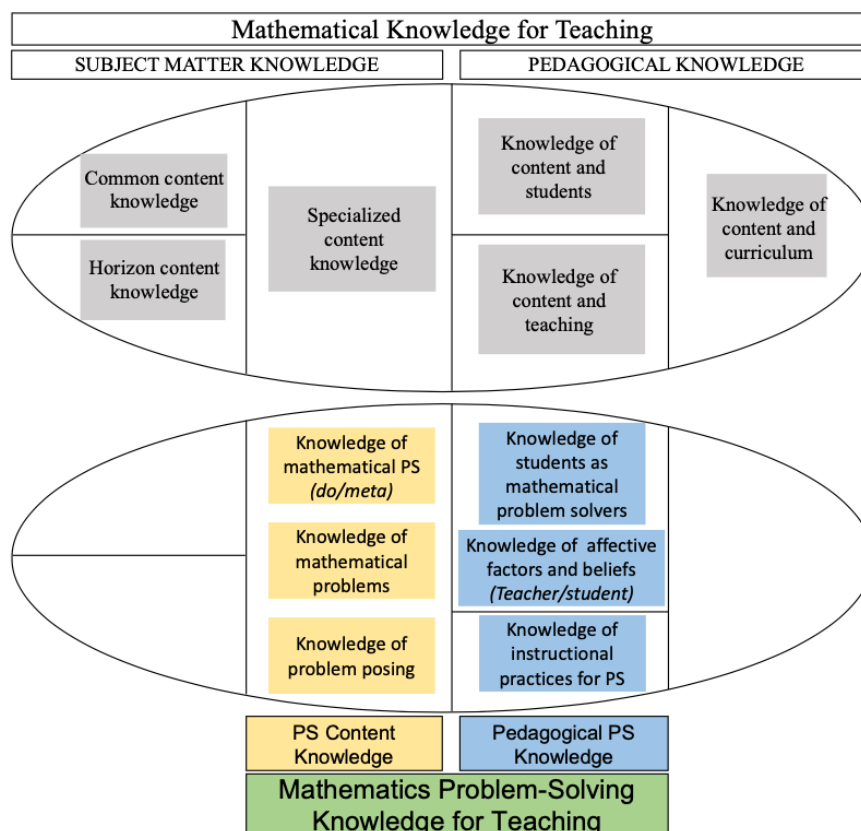 Mathematical Knowledge for Teaching
SUBJECT MATTER KNOWLEDGE
PEDAGOGICAL KNOWLEDGE
Common content
knowledge
Horizon content
knowledge
Specialized
content
knowledge
Knowledge of
content and
students
Knowledge of
content and
teaching
Knowledge of
content and
curriculum
Knowledge of
mathematical PS
(do/meta)
Knowledge of
mathematical
problems
Knowledge of
problem posing
Knowledge of
students as
mathematical
problem solvers
Knowledge of affective
factors and beliefs
(Teacher/student)
Knowledge of
instructional
practices for PS
PS Content
Knowledge
Pedagogical PS
Knowledge
Mathematics Problem-Solving
Knowledge for Teaching